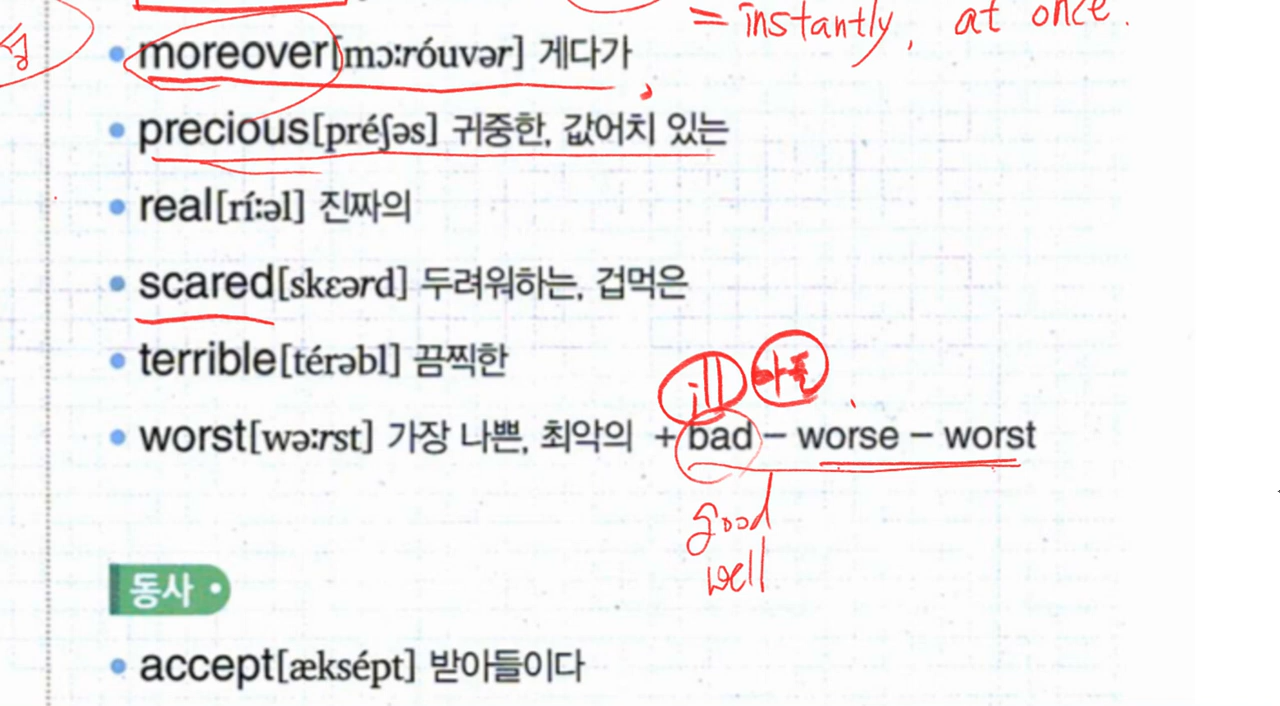 = instantly, at once.
moreover[mɔːróuvər] 게다가
precious[préʃəs] 귀중한, 값어치 있는
real[ríːəl] 진짜의
scared[skɛərd] 두려워하는, 겁먹은
terrible[térəbl] 끔찍한
ill 아픈
worst[wəːrst] 가장 나쁜, 최악의 + bad – worse – worst
good
well
동사
accept[æksépt] 받아들이다